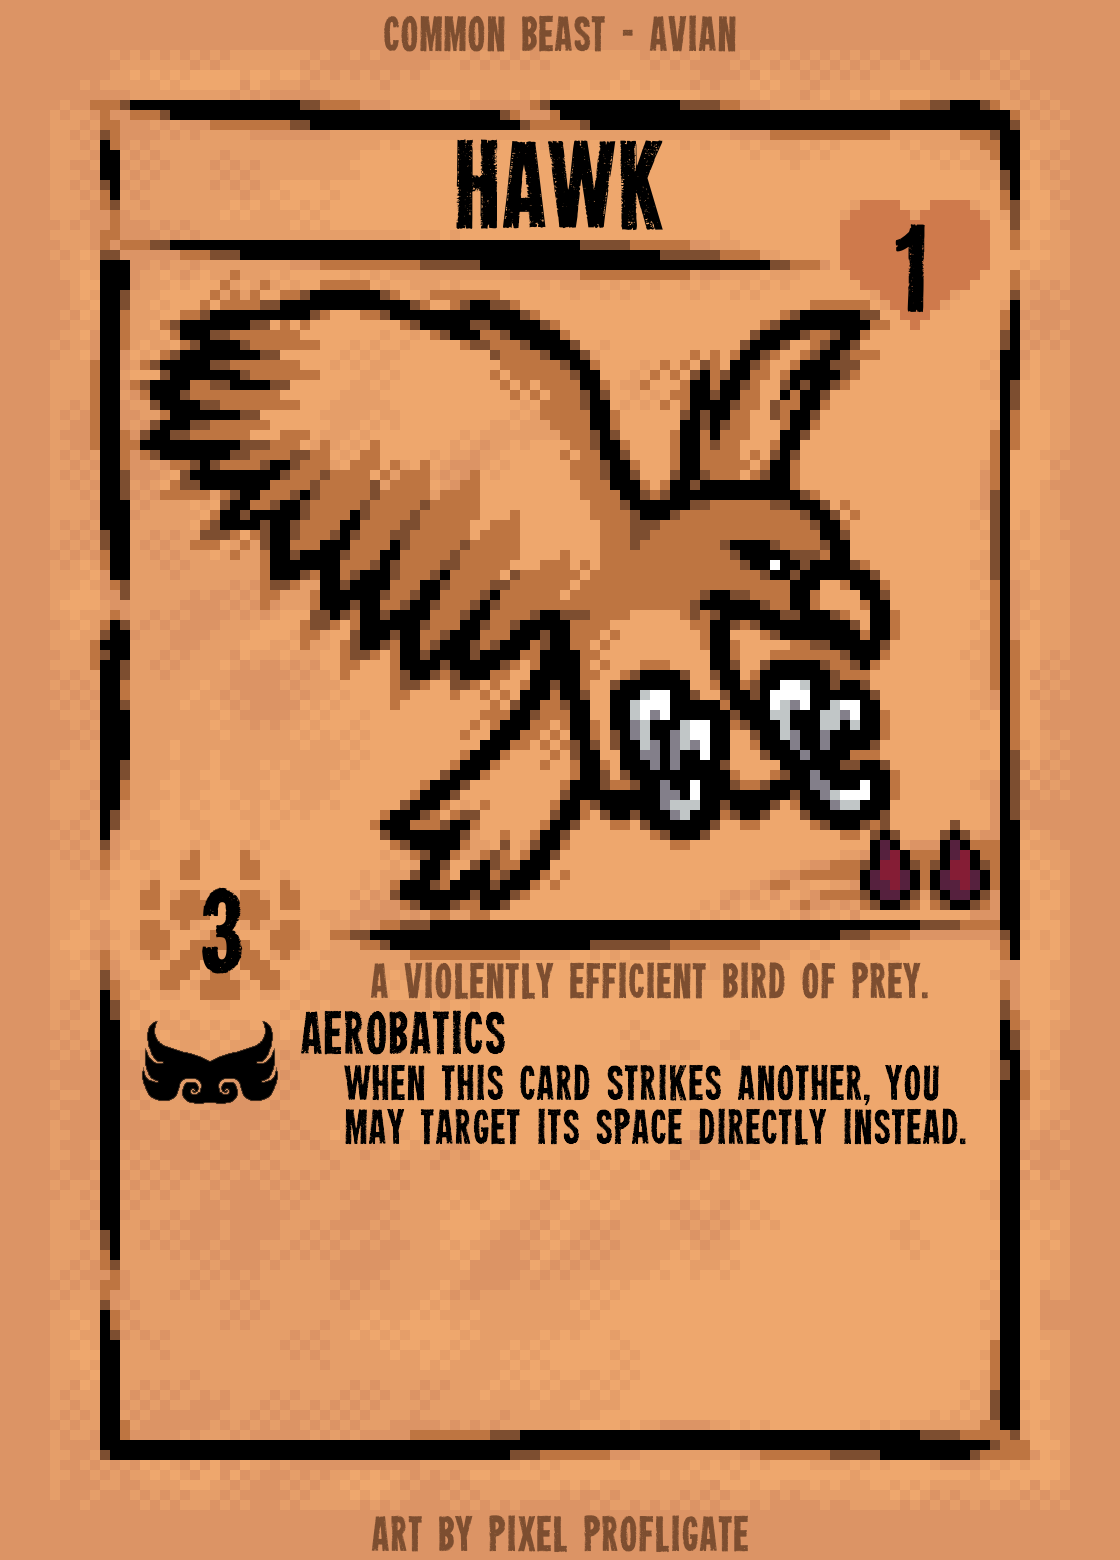 COMMON BEAST - AVIAN
HAWK
1
3
A VIOLENTLY EFFICIENT BIRD OF PREY.
AEROBATICS
WHEN THIS CARD STRIKES ANOTHER, YOU
MAY TARGET ITS SPACE DIRECTLY INSTEAD.
ART BY PIXEL PROFLIGATE